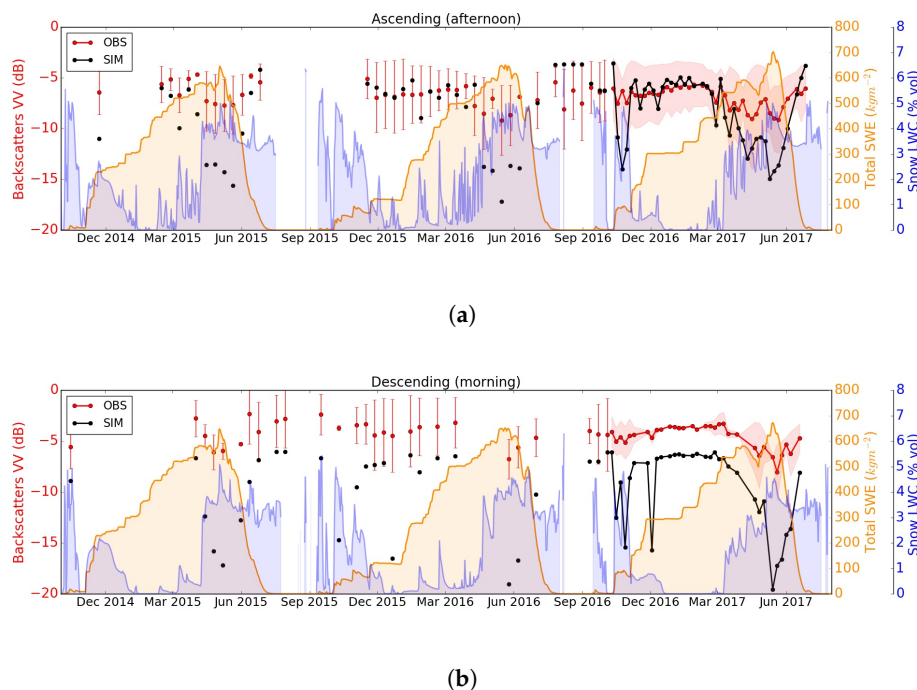 Ascending (afternoon)
OBS
SIM
Backscatters VV (dB)
0
−5
−10
−15
−20
Dec 2014 Mar 2015 Jun 2015 Sep 2015 Dec 2015 Mar 2016 Jun 2016 Sep 2016 Dec 2016 Mar 2017 Jun 2017
800
700
600
500
400
300
200
100
0
Total SWE (kgm⁻²)
8
7
6
5
4
3
2
1
0
Snow LWC (% vol)
(a)
Descending (morning)
OBS
SIM
Backscatters VV (dB)
0
−5
−10
−15
−20
Dec 2014 Mar 2015 Jun 2015 Sep 2015 Dec 2015 Mar 2016 Jun 2016 Sep 2016 Dec 2016 Mar 2017 Jun 2017
800
700
600
500
400
300
200
100
0
Total SWE (kgm⁻²)
8
7
6
5
4
3
2
1
0
Snow LWC (% vol)
(b)